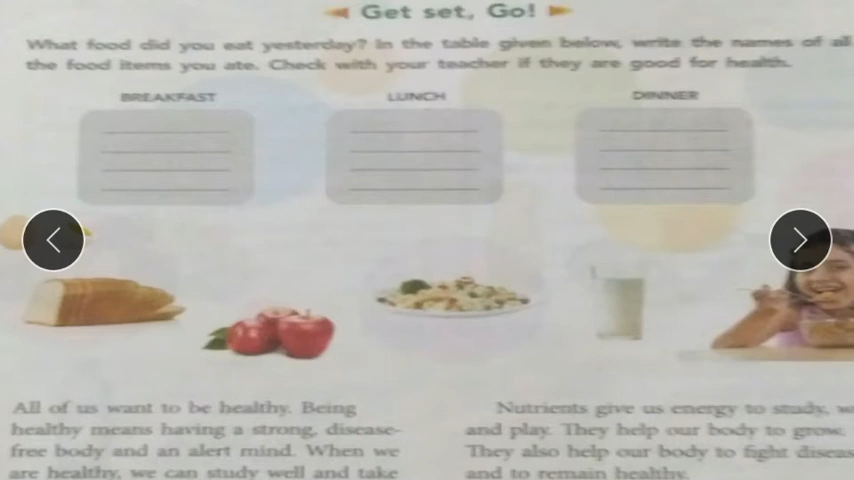 Get set, Go!
What food did you eat yesterday? In the table given below, write the names of all
the food items you ate. Check with your teacher if they are good for health.
BREAKFAST
LUNCH
DINNER
All of us want to be healthy. Being
healthy means having a strong, disease-
free body and an alert mind. When we
are healthy, we can study well and take
Nutrients give us energy to study,
and play. They help our body to grow.
They also help our body to fight
and to remain healthy.